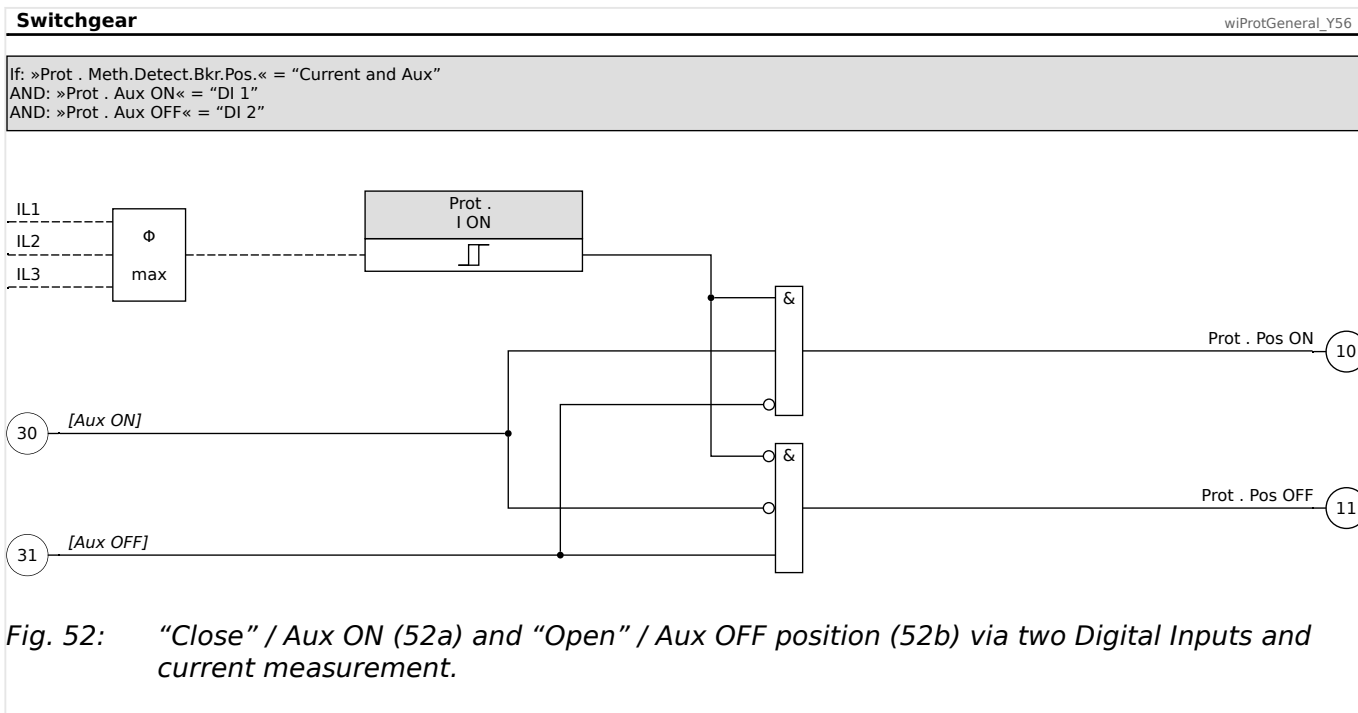 Switchgear
wiProtGeneral_Y56
If: »Prot . Meth.Detect.Bkr.Pos.« = “Current and Aux”
AND: »Prot . Aux ON« = “DI 1”
AND: »Prot . Aux OFF« = “DI 2”
IL1
IL2
IL3
Φ
max
Prot .
I ON
&
Prot . Pos ON
10
30
[Aux ON]
&
Prot . Pos OFF
11
31
[Aux OFF]
Fig. 52: “Close” / Aux ON (52a) and “Open” / Aux OFF position (52b) via two Digital Inputs and
current measurement.